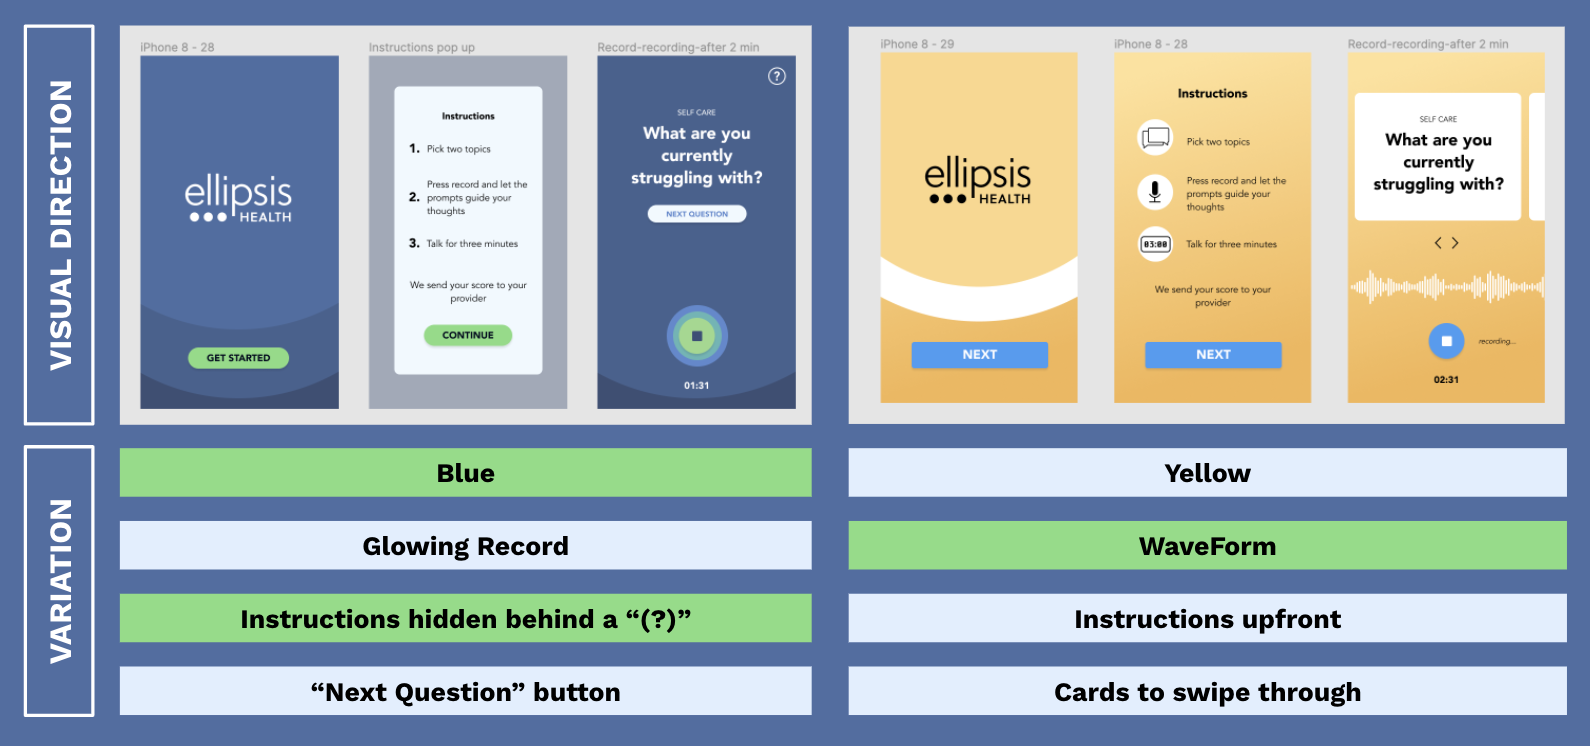 VISUAL DIRECTION
iPhone 8 - 28
Instructions pop up
Record-recording-after 2 min
ellipsis
HEALTH
GET STARTED
Instructions
1. Pick two topics
2. Press record and let the
prompts guide your
thoughts
3. Talk for three minutes
We send your score to your
provider
CONTINUE
?
SELF CARE
What are you
currently
struggling with?
NEXT QUESTION
01:31
iPhone 8 - 29
iPhone 8 - 28
Record-recording-after 2 min
ellipsis
HEALTH
NEXT
Instructions
Pick two topics
Press record and let the
prompts guide your
thoughts
03:00
Talk for three minutes
We send your score to your
provider
NEXT
SELF CARE
What are you
currently
struggling with?
< >
recording...
02:31
VARIATION
Blue
Yellow
Glowing Record
WaveForm
Instructions hidden behind a “(?)”
Instructions upfront
“Next Question” button
Cards to swipe through